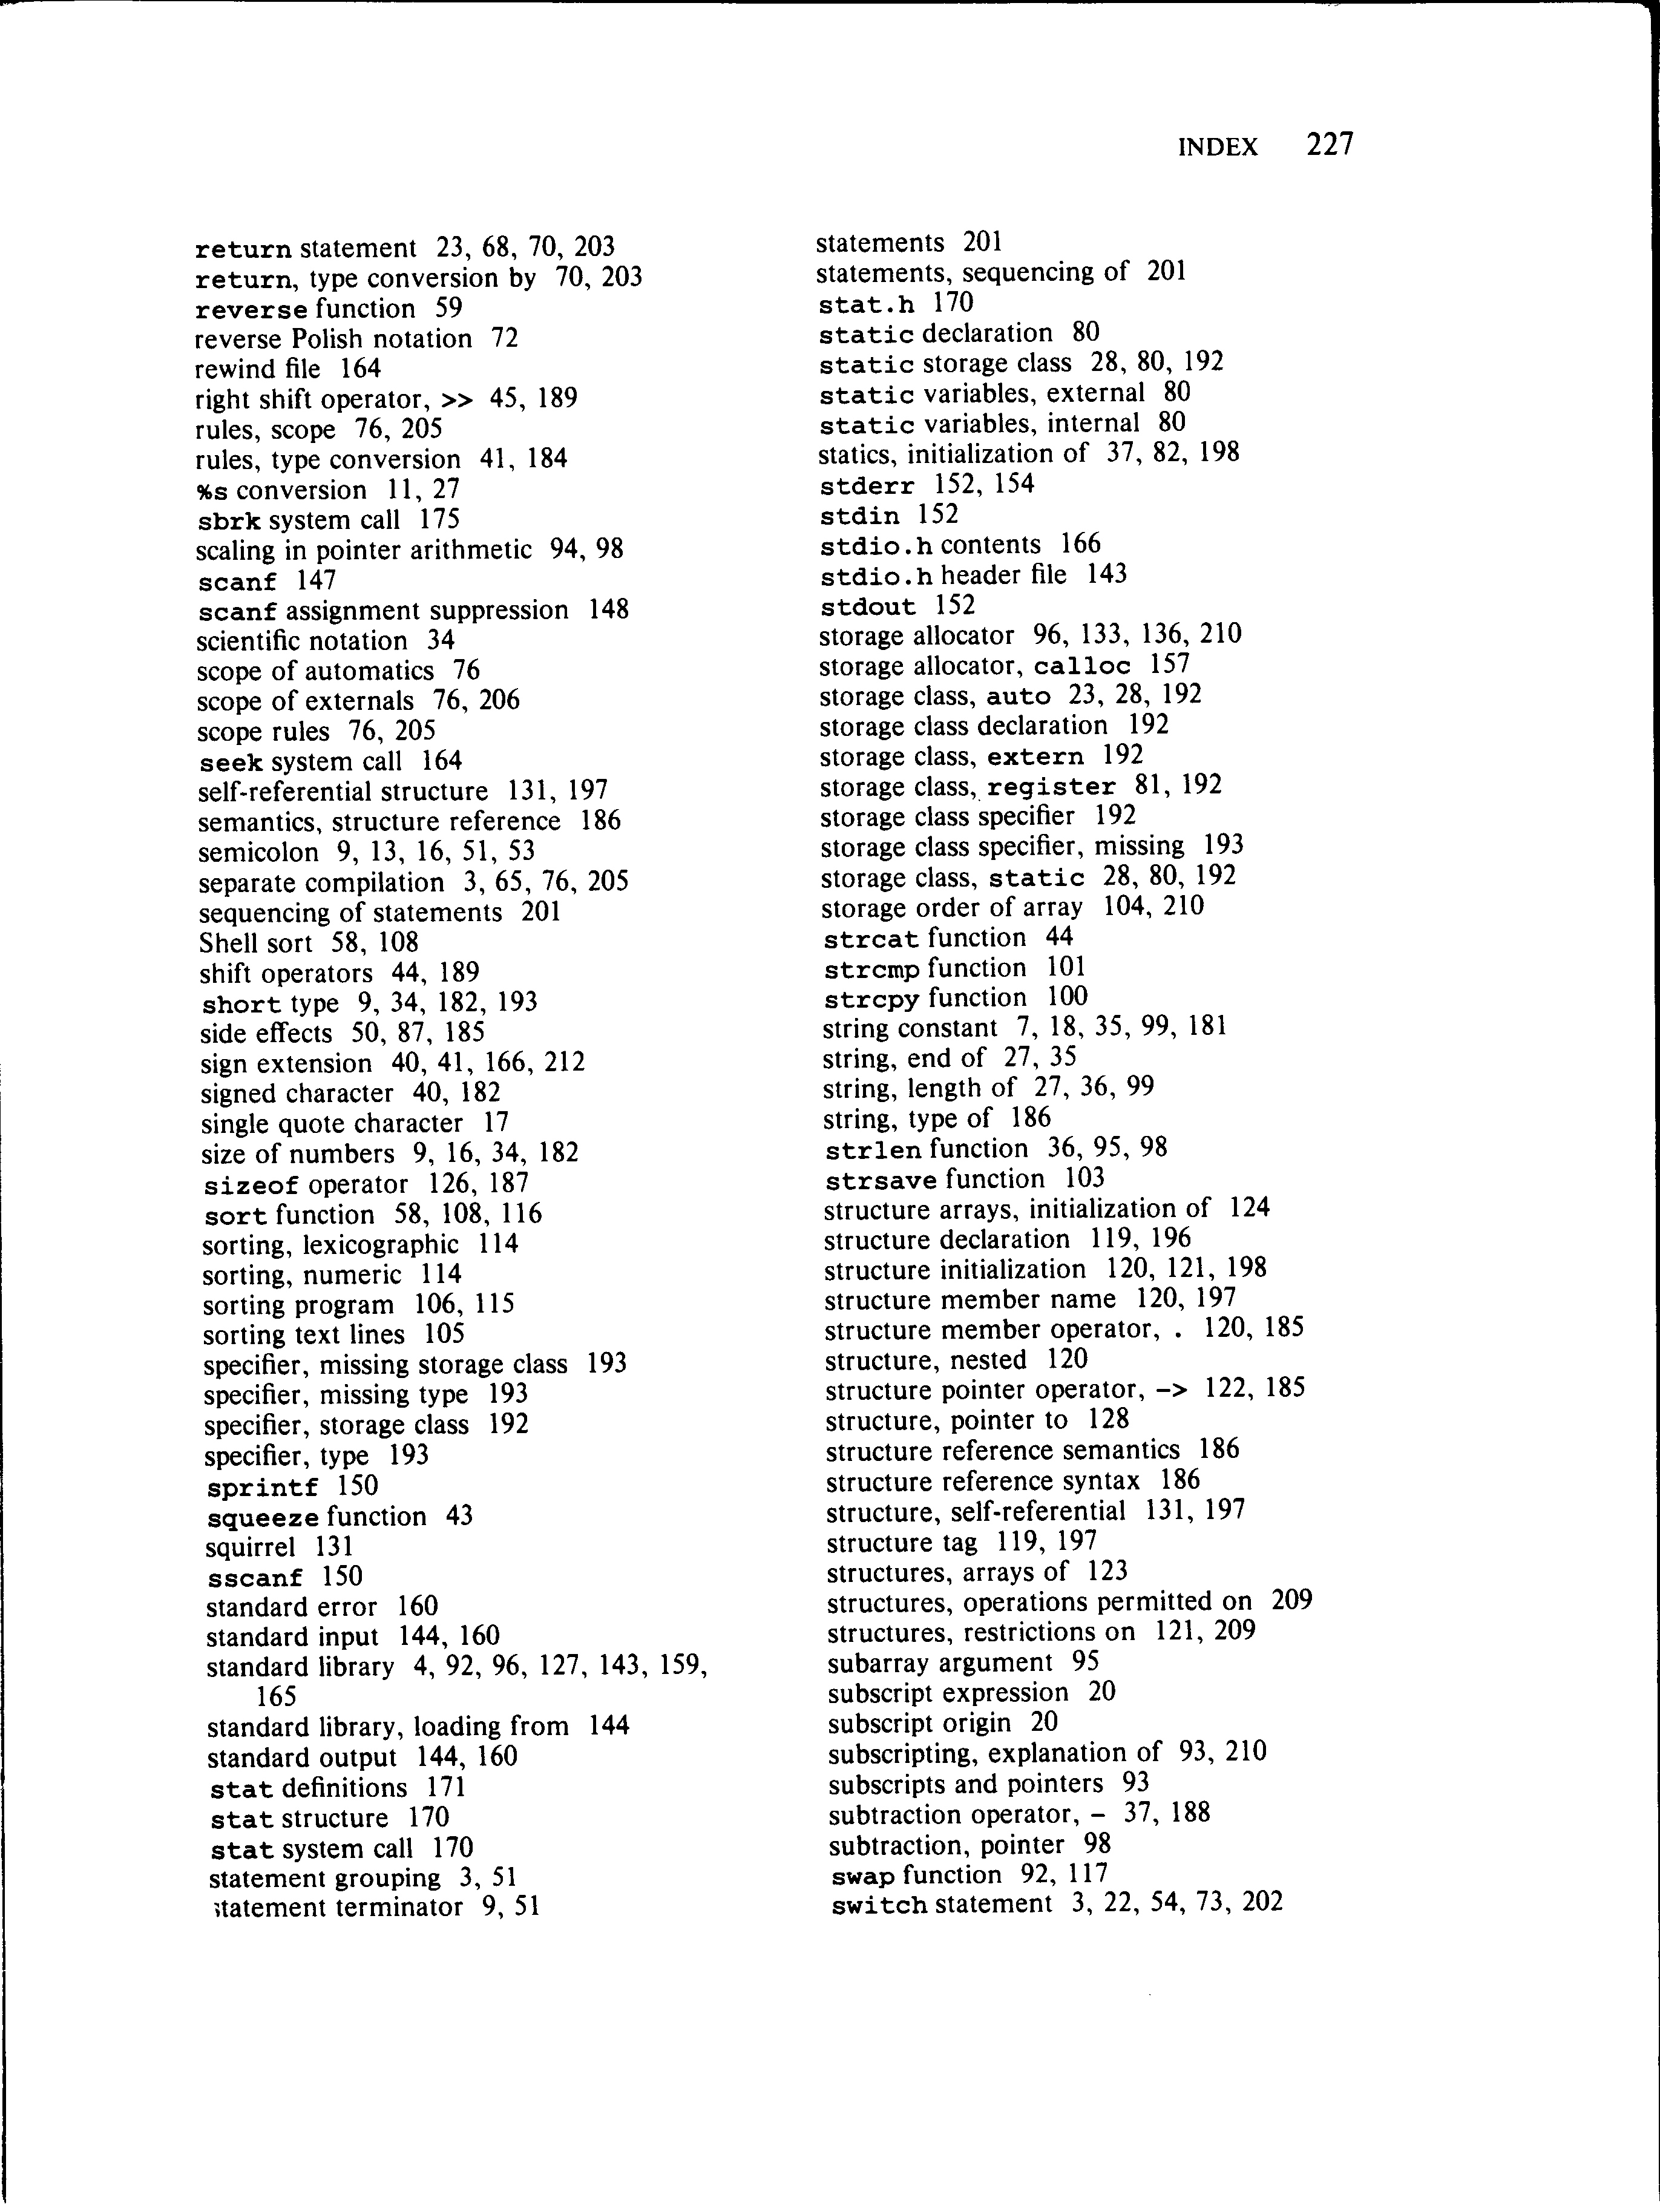 INDEX 227
return statement 23, 68, 70, 203
return, type conversion by 70, 203
reverse function 59
reverse Polish notation 72
rewind file 164
right shift operator, >> 45, 189
rules, scope 76, 205
rules, type conversion 41, 184
%s conversion 11, 27
sbrk system call 175
scaling in pointer arithmetic 94, 98
scanf 147
scanf assignment suppression 148
scientific notation 34
scope of automatics 76
scope of externals 76, 206
scope rules 76, 205
seek system call 164
self-referential structure 131, 197
semantics, structure reference 186
semicolon 9, 13, 16, 51, 53
separate compilation 3, 65, 76, 205
sequencing of statements 201
Shell sort 58, 108
shift operators 44, 189
short type 9, 34, 182, 193
side effects 50, 87, 185
sign extension 40, 41, 166, 212
signed character 40, 182
single quote character 17
size of numbers 9, 16, 34, 182
sizeof operator 126, 187
sort function 58, 108, 116
sorting, lexicographic 114
sorting, numeric 114
sorting program 106, 115
sorting text lines 105
specifier, missing storage class 193
specifier, missing type 193
specifier, storage class 192
specifier, type 193
sprintf 150
squeeze function 43
squirrel 131
sscanf 150
standard error 160
standard input 144, 160
standard library 4, 92, 96, 127, 143, 159,
165
standard library, loading from 144
standard output 144, 160
stat definitions 171
stat structure 170
stat system call 170
statement grouping 3, 51
statement terminator 9, 51
statements 201
statements, sequencing of 201
stat.h 170
static declaration 80
static storage class 28, 80, 192
static variables, external 80
static variables, internal 80
statics, initialization of 37, 82, 198
stderr 152, 154
stdin 152
stdio.h contents 166
stdio.h header file 143
stdout 152
storage allocator 96, 133, 136, 210
storage allocator, calloc 157
storage class, auto 23, 28, 192
storage class declaration 192
storage class, extern 192
storage class, register 81, 192
storage class specifier 192
storage class specifier, missing 193
storage class, static 28, 80, 192
storage order of array 104, 210
strcat function 44
strcmp function 101
strcpy function 100
string constant 7, 18, 35, 99, 181
string, end of 27, 35
string, length of 27, 36, 99
string, type of 186
strlen function 36, 95, 98
strsave function 103
structure arrays, initialization of 124
structure declaration 119, 196
structure initialization 120, 121, 198
structure member name 120, 197
structure member operator, . 120, 185
structure, nested 120
structure pointer operator, -> 122, 185
structure, pointer to 128
structure reference semantics 186
structure reference syntax 186
structure, self-referential 131, 197
structure tag 119, 197
structures, arrays of 123
structures, operations permitted on 209
structures, restrictions on 121, 209
subarray argument 95
subscript expression 20
subscript origin 20
subscripting, explanation of 93, 210
subscripts and pointers 93
subtraction operator, − 37, 188
subtraction, pointer 98
swap function 92, 117
switch statement 3, 22, 54, 73, 202